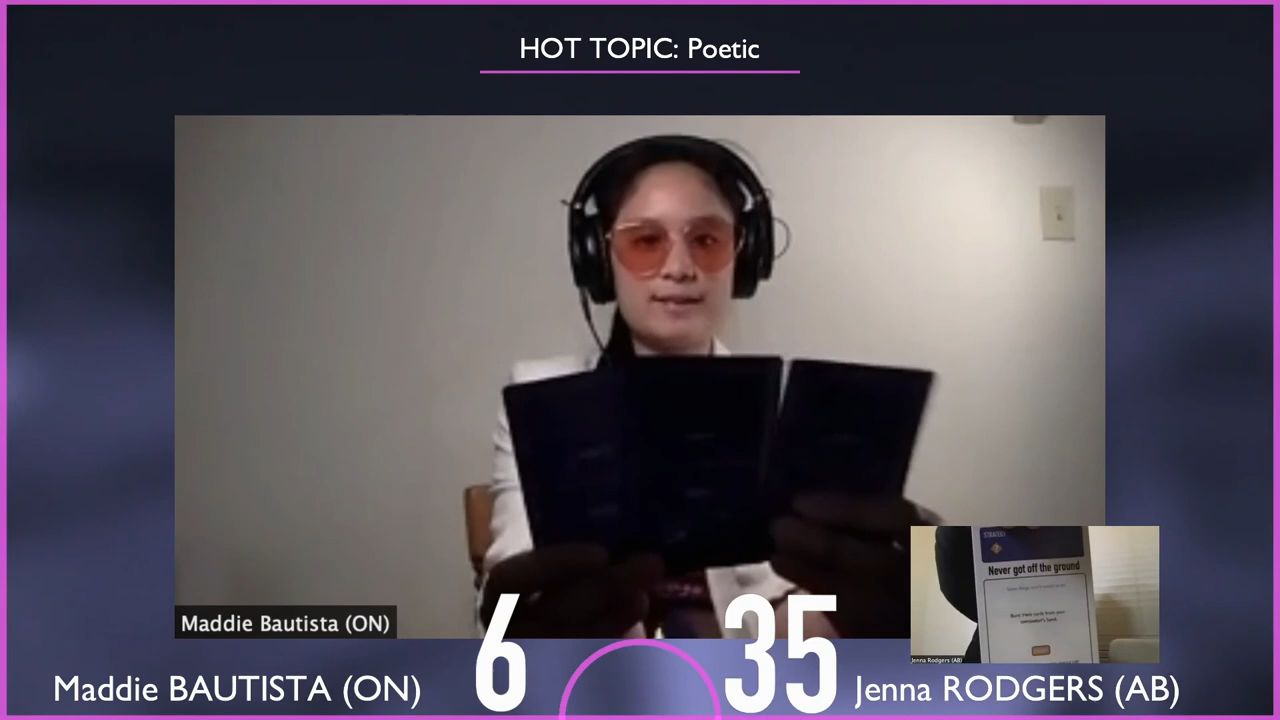 HOT TOPIC: Poetic
Maddie Bautista (ON)
STRATEGY
Never got off the ground
Burn two cards from your
opponent's hand.
Jenna Rodgers (AB)
6
35
Maddie BAUTISTA (ON)
Jenna RODGERS (AB)